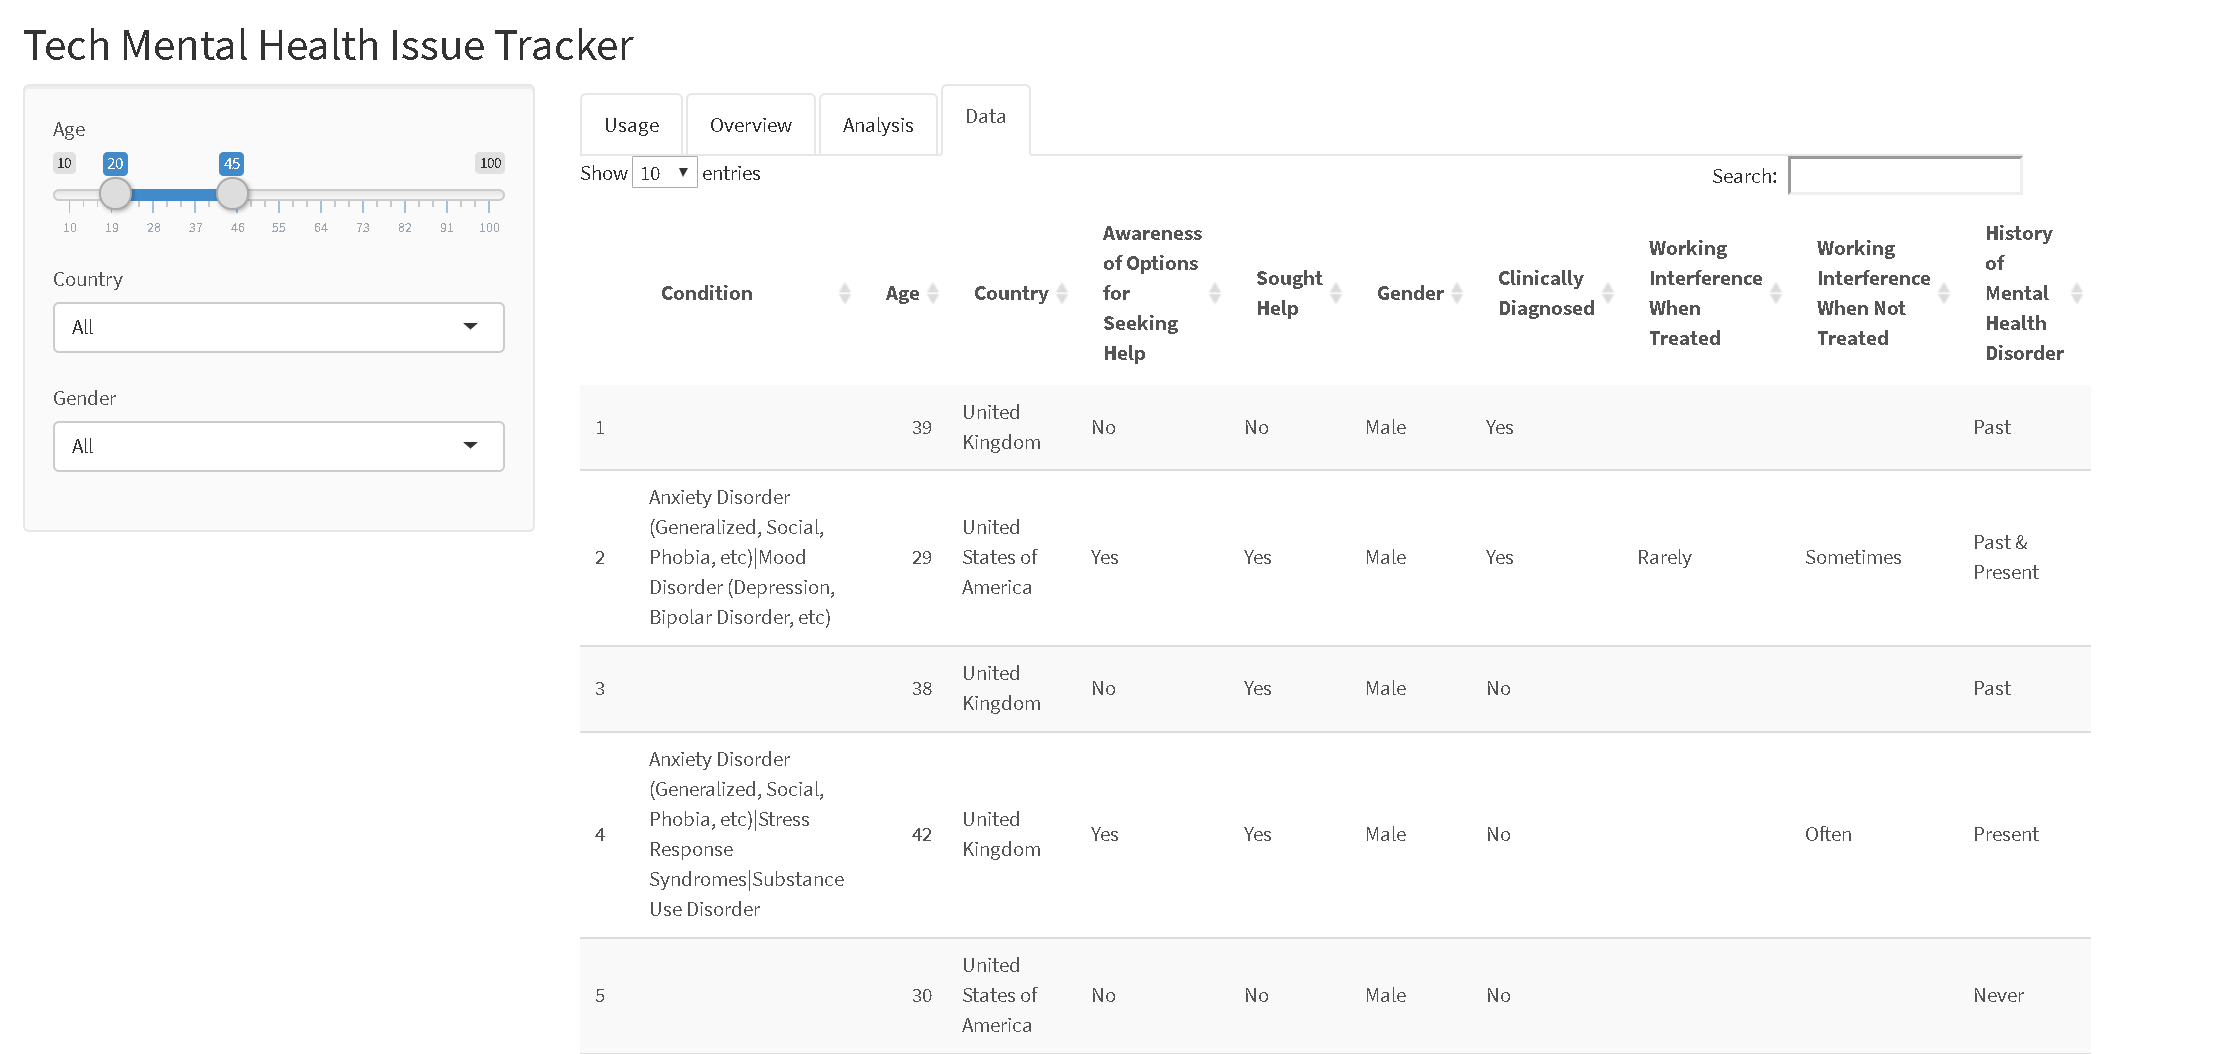 Tech Mental Health Issue Tracker
Age
10 20 45 100
10 19 28 37 46 55 64 73 82 91 100
Country
All
Gender
All
Usage Overview Analysis Data
Show 10 entries
Search:
Condition
Age
Country
Awareness
of Options
for
Seeking
Help
Sought
Help
Gender
Clinically
Diagnosed
Working
Interference
When
Treated
Working
Interference
When Not
Treated
History
of
Mental
Health
Disorder
1
39
United
Kingdom
No
No
Male
Yes
Past
2
Anxiety Disorder
(Generalized, Social,
Phobia, etc)|Mood
Disorder (Depression,
Bipolar Disorder, etc)
29
United
States of
America
Yes
Yes
Male
Yes
Rarely
Sometimes
Past &
Present
3
38
United
Kingdom
No
Yes
Male
No
Past
4
Anxiety Disorder
(Generalized, Social,
Phobia, etc)|Stress
Response
Syndromes|Substance
Use Disorder
42
United
Kingdom
Yes
Yes
Male
No
Often
Present
5
30
United
States of
America
No
No
Male
No
Never